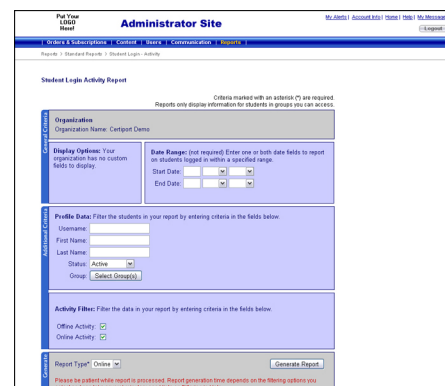 Put Your
LOGO
Here!
Administrator Site
My Alerts | Account Info | Home | Help | My Message
Logout
| Orders & Subscriptions | Content | Users | Communication | Reports |
Reports > Standard Reports > Student Login - Activity
Student Login Activity Report
Criteria marked with an asterisk (*) are required.
Reports only display information for students in groups you can access.
General Criteria
Organization
Organization Name: Certiport Demo
Display Options: Your
organization has no custom
fields to display.
Date Range: (not required) Enter one or both date fields to report
on students logged in within a specified range.
Start Date:
End Date:
Additional Criteria
Profile Data: Filter the students in your report by entering criteria in the fields below.
Username:
First Name:
Last Name:
Status: Active
Group: Select Group(s)
Activity Filter: Filter the data in your report by entering criteria in the fields below.
Offline Activity:
Online Activity:
Generate
Report Type* Online
Generate Report
Please be patient while report is processed. Report generation time depends on the filtering options you